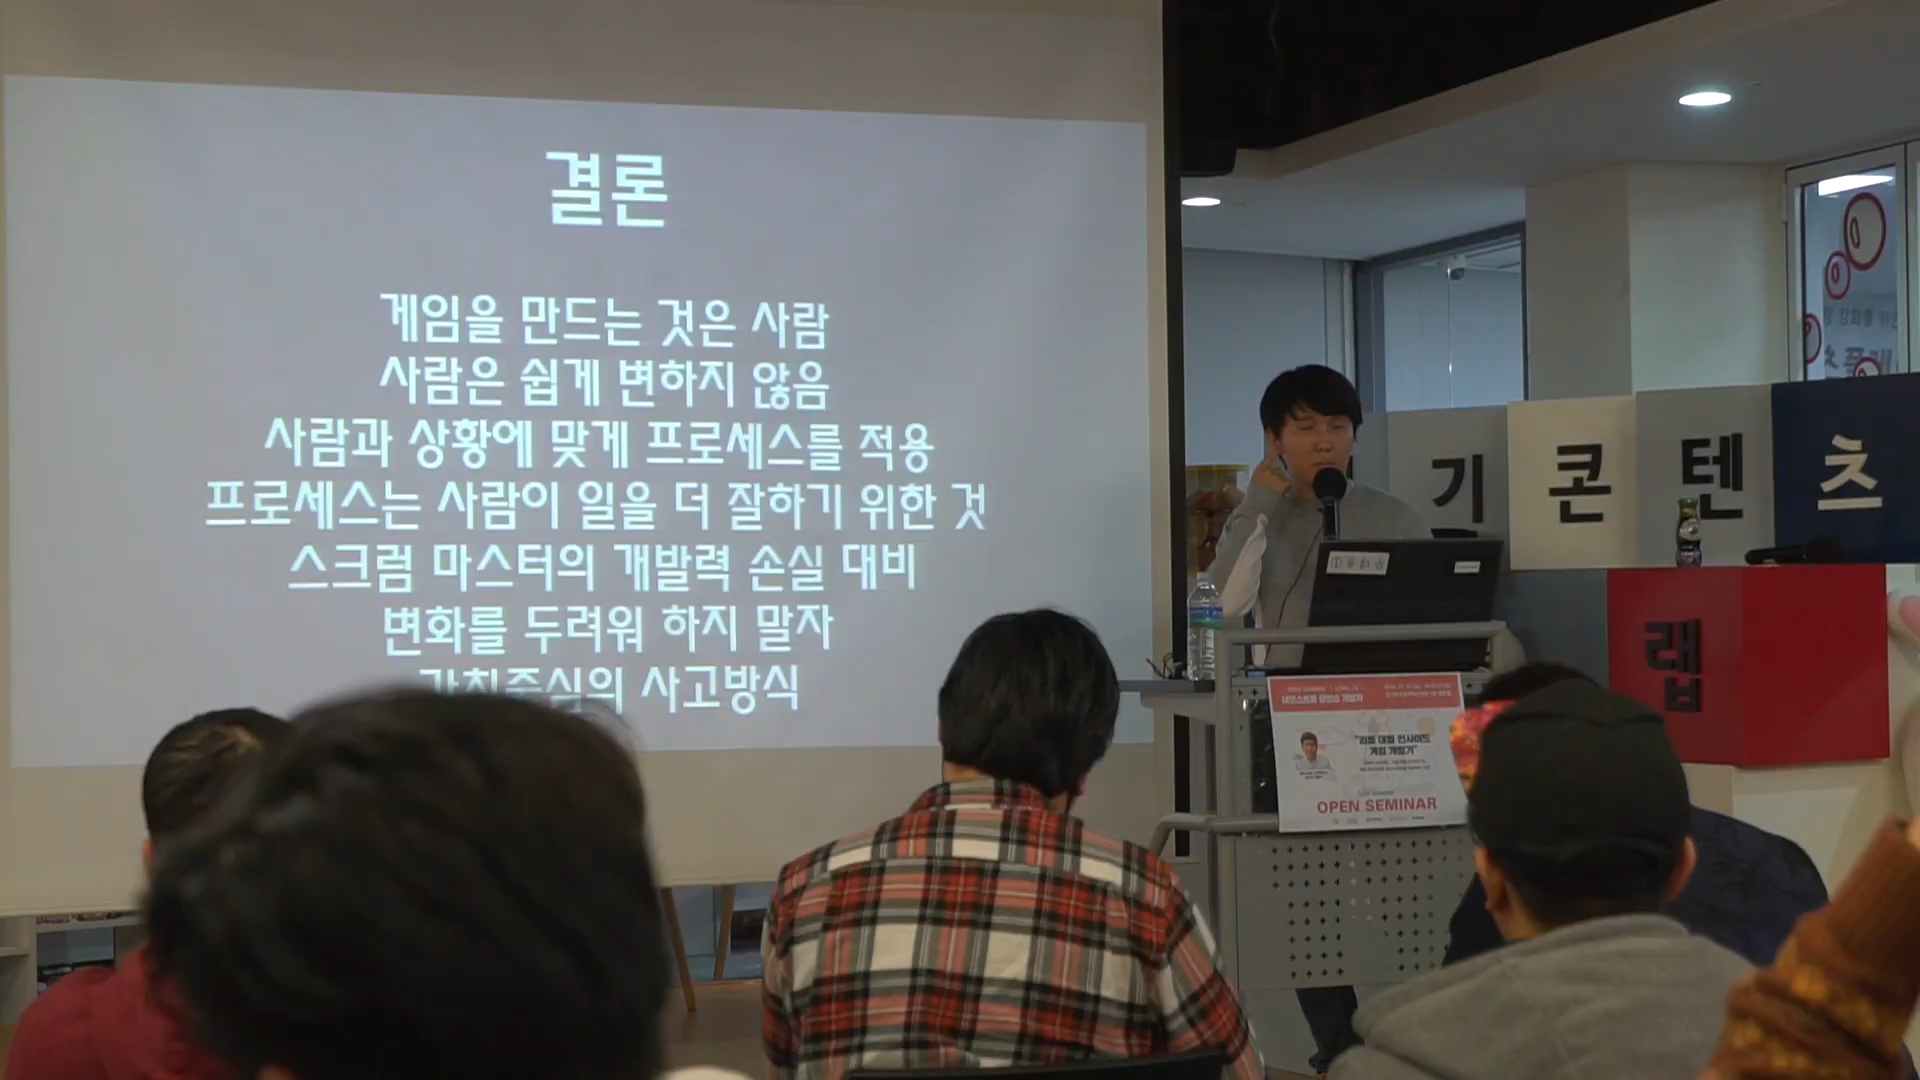 결론
게임을 만드는 것은 사람
사람은 쉽게 변하지 않음
사람과 상황에 맞게 프로세스를 적용
프로세스는 사람이 일을 더 잘하기 위한 것
스크럼 마스터의 개발력 손실 대비
변화를 두려워 하지 말자
사고방식
기콘텐츠
랩
OPEN SEMINAR